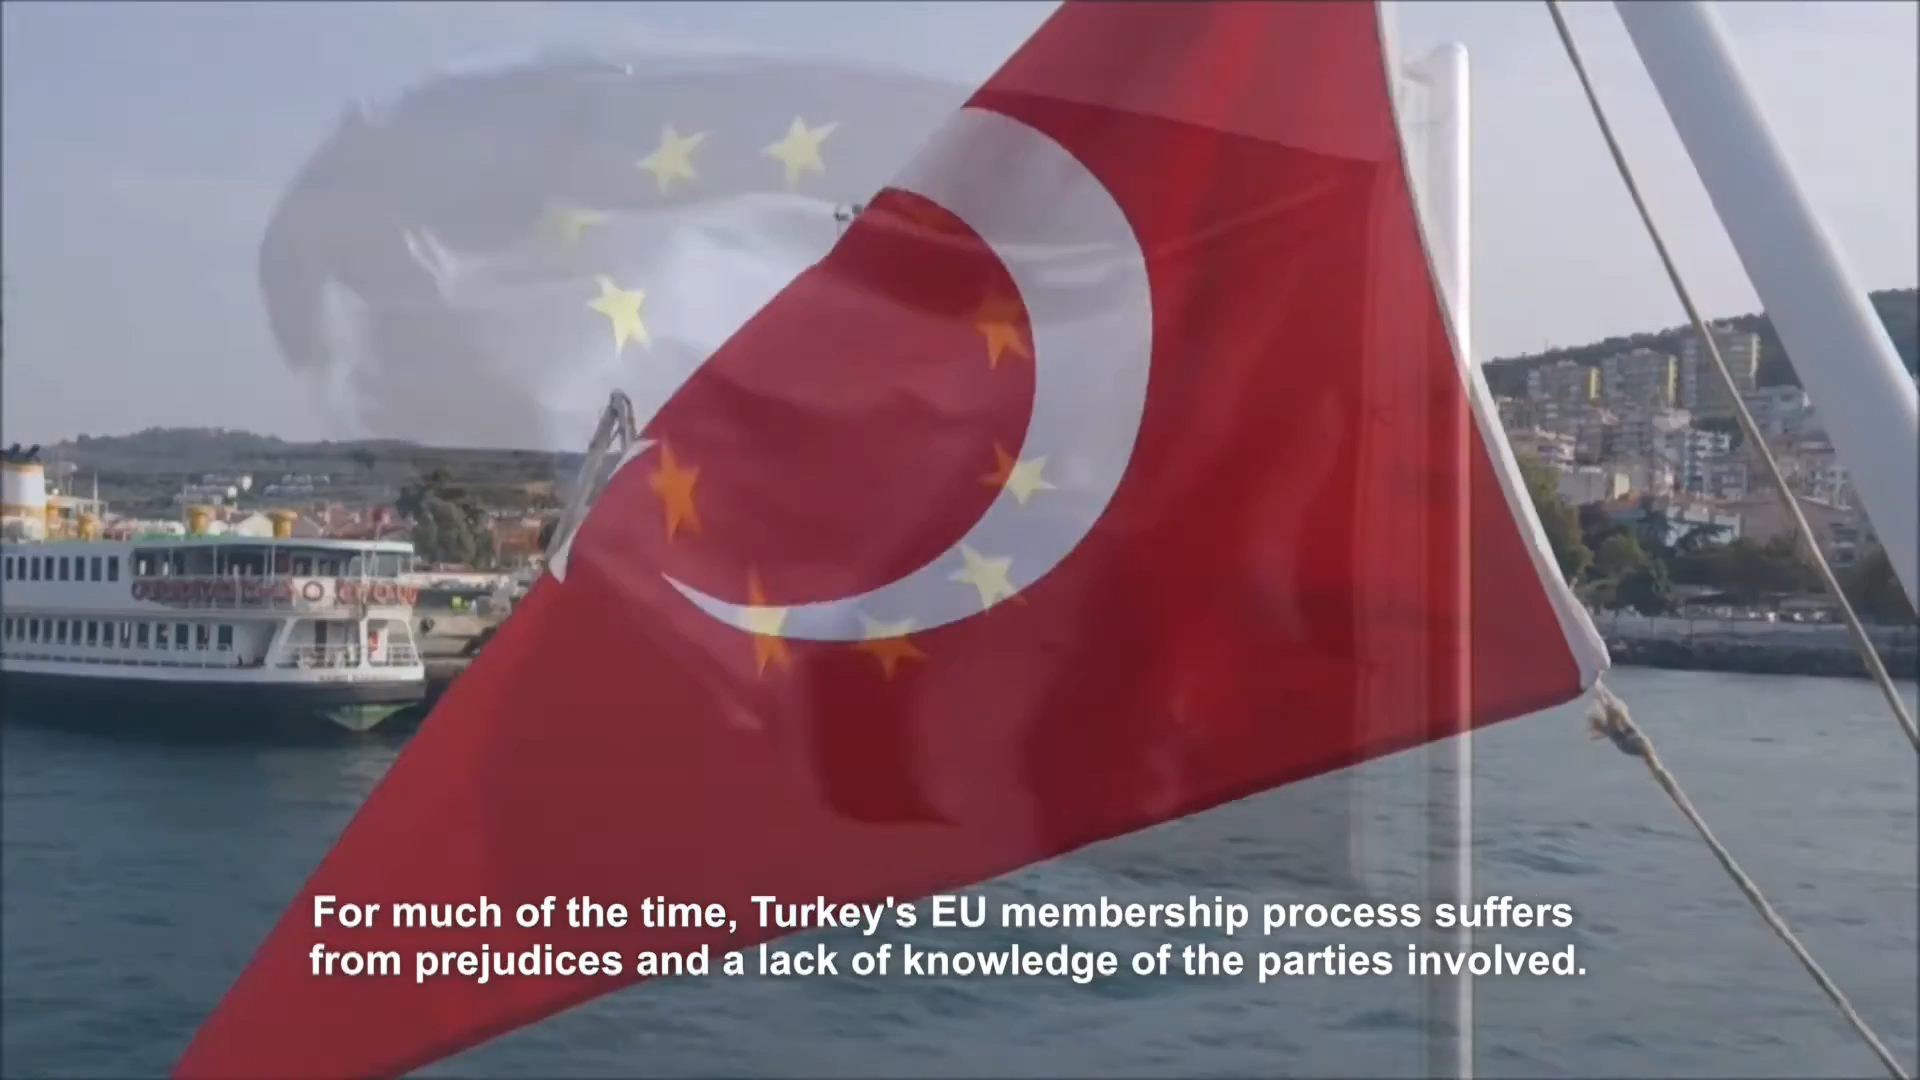 For much of the time, Turkey's EU membership process suffers
from prejudices and a lack of knowledge of the parties involved.